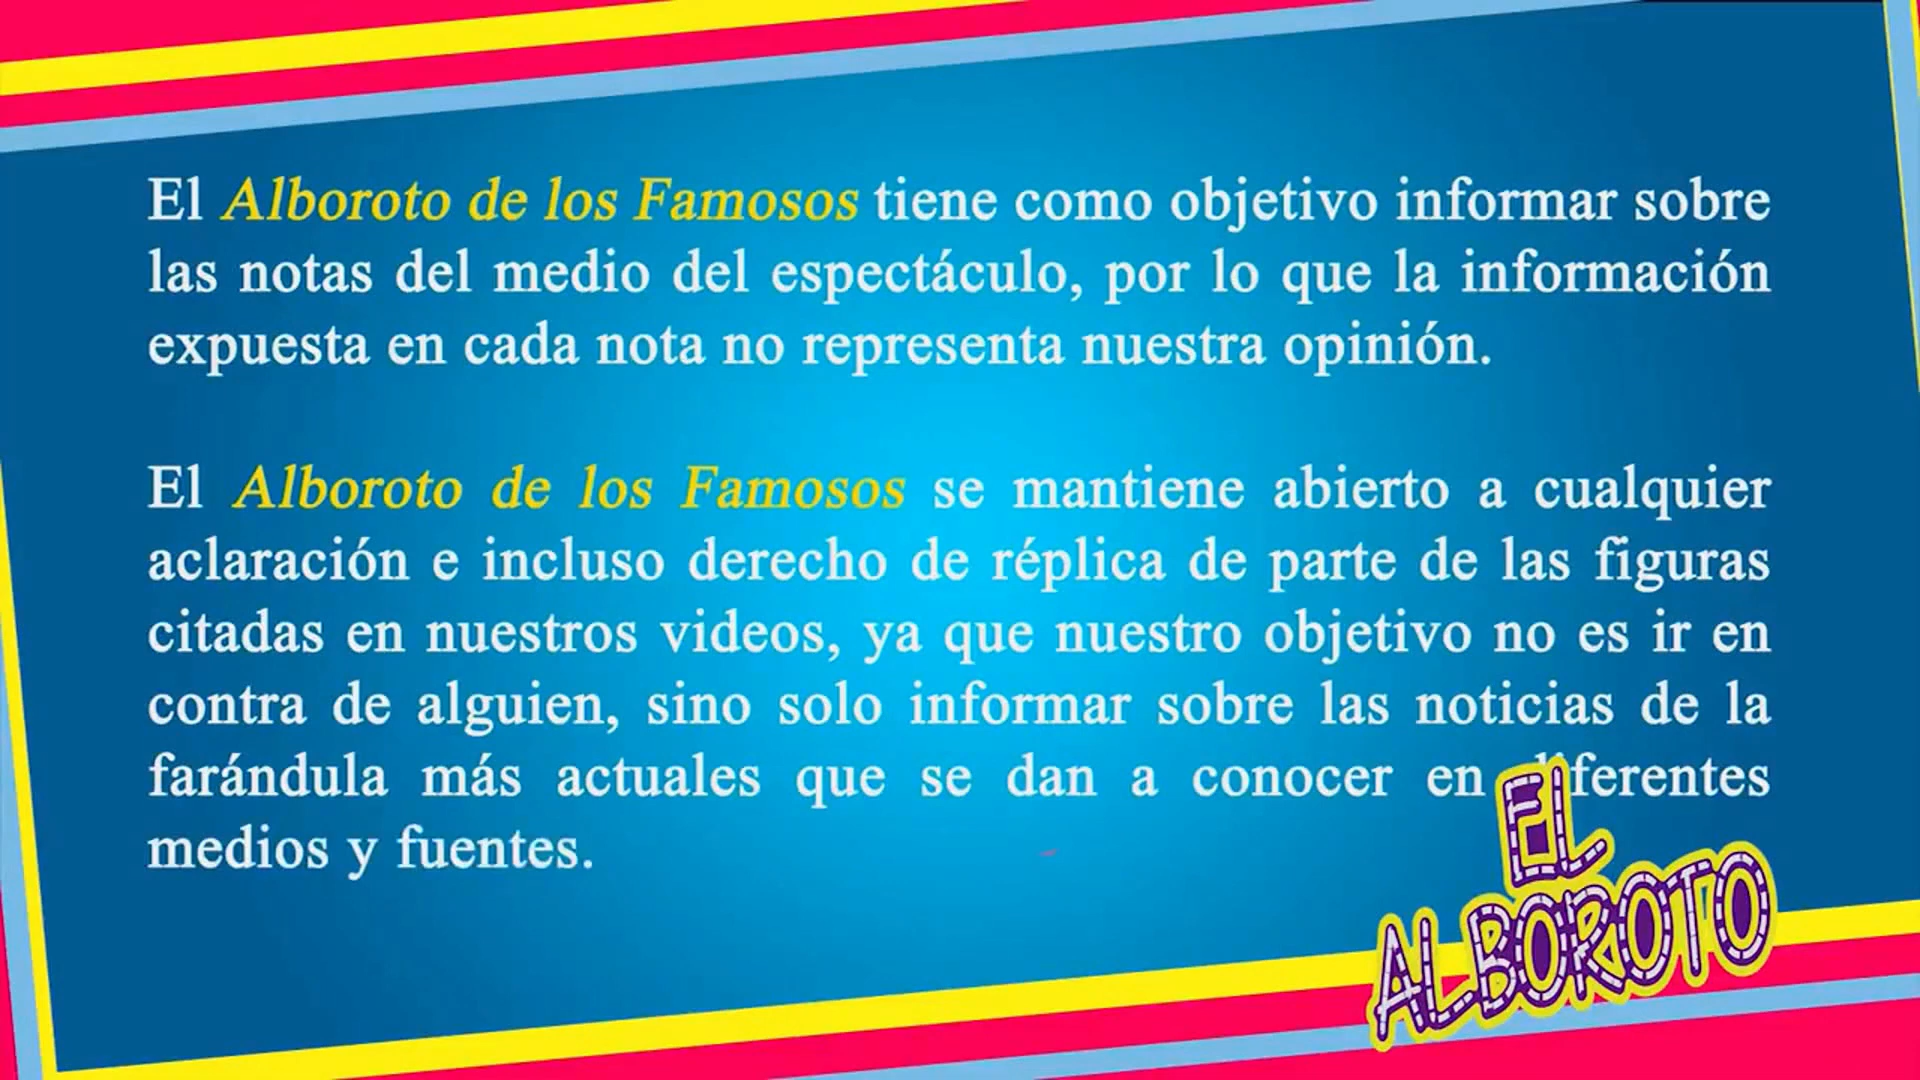 El Alboroto de los Famosos tiene como objetivo informar sobre
las notas del medio del espectáculo, por lo que la información
expuesta en cada nota no representa nuestra opinión.
El Alboroto de los Famosos se mantiene abierto a cualquier
aclaración e incluso derecho de réplica de parte de las figuras
citadas en nuestros videos, ya que nuestro objetivo no es ir en
contra de alguien, sino solo informar sobre las noticias de la
farándula más actuales que se dan a conocer en diferentes
medios y fuentes.
EL
ALBOROTO